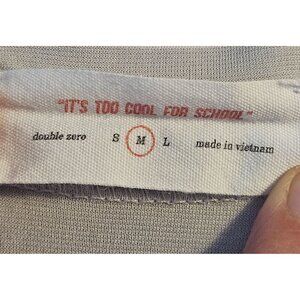 "IT'S TOO COOL FOR SCHOOL"
double zero S M L made in vietnam